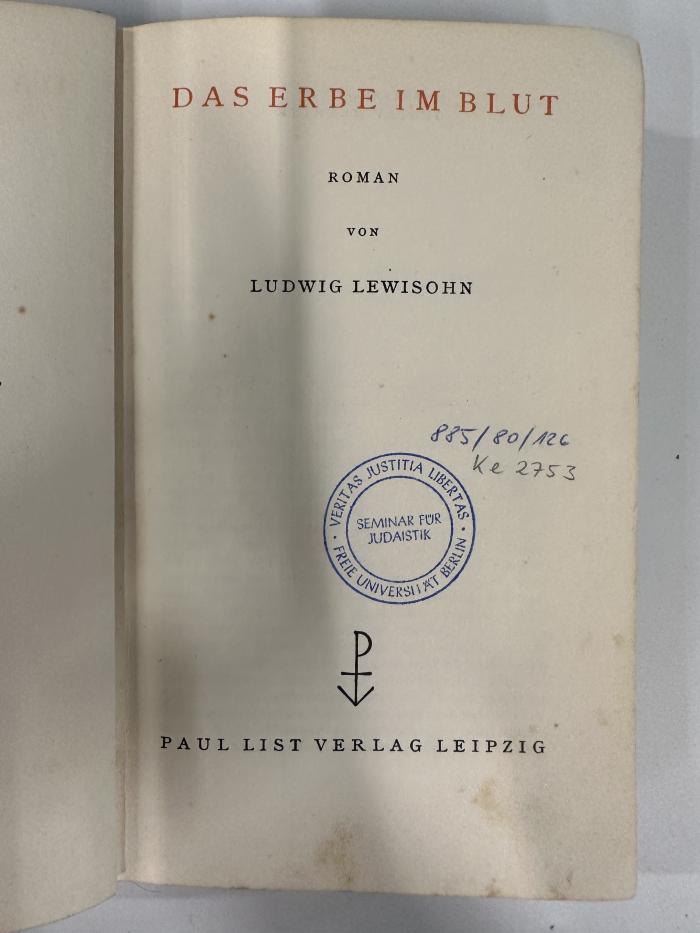 DAS ERBE IM BLUT
ROMAN
VON
LUDWIG LEWISOHN
885/80/126
Ke 2753
VERITAS JUSTITIA LIBERTAS
SEMINAR FÜR
JUDAISTIK
FREIE UNIVERSITÄT BERLIN
PAUL LIST VERLAG LEIPZIG